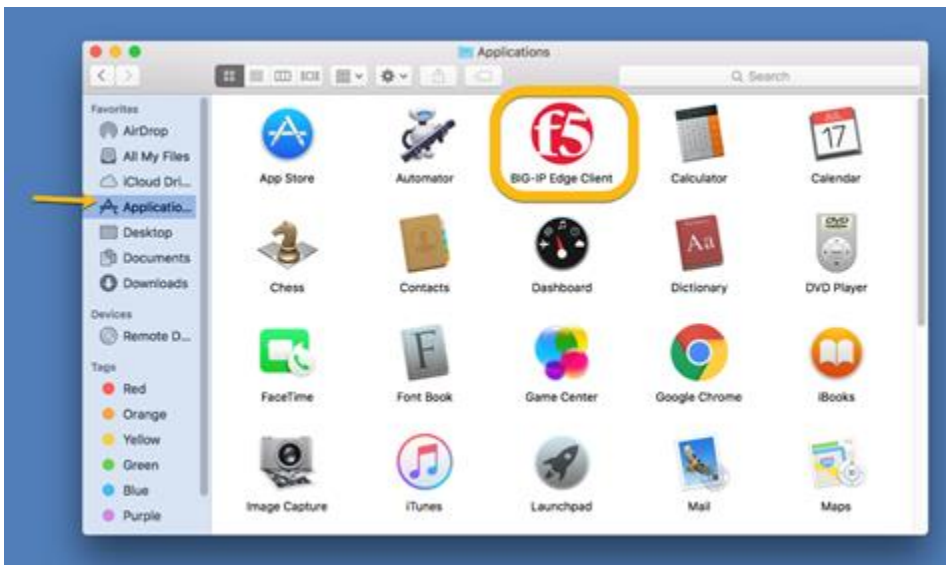 Applications
Search
Favorites
AirDrop
All My Files
iCloud Dri...
Applicatio...
Desktop
Documents
Downloads
Devices
Remote D...
Tags
Red
Orange
Yellow
Green
Blue
Purple
App Store
Automator
f5
BIG-IP Edge Client
Calculator
JUL
17
Calendar
Chess
Contacts
Dashboard
Aa
Dictionary
DVD
DVD Player
FaceTime
F
Font Book
Game Center
Google Chrome
iBooks
Image Capture
iTunes
Launchpad
Mail
Maps